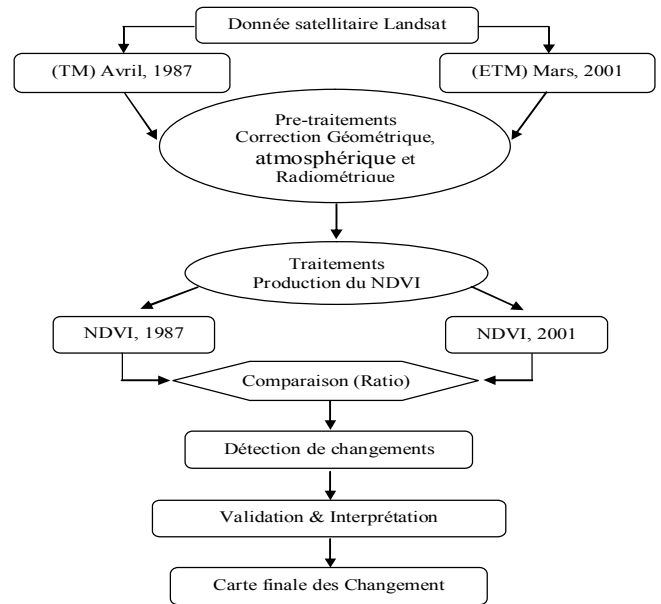 Donnée satellitaire Landsat
(TM) Avril, 1987
(ETM) Mars, 2001
Pre-traitements
Correction Géométrique,
atmosphérique et
Radiométrique
Traitements
Production du NDVI
NDVI, 1987
NDVI, 2001
Comparaison (Ratio)
Détection de changements
Validation & Interprétation
Carte finale des Changement